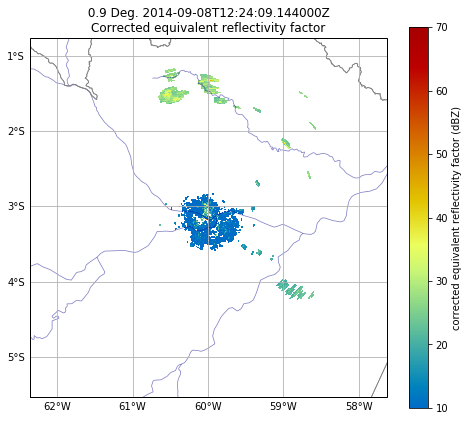 0.9 Deg. 2014-09-08T12:24:09.144000Z
Corrected equivalent reflectivity factor
1°S
2°S
3°S
4°S
5°S
62°W
61°W
60°W
59°W
58°W
70
60
50
40
30
20
10
corrected equivalent reflectivity factor (dBZ)